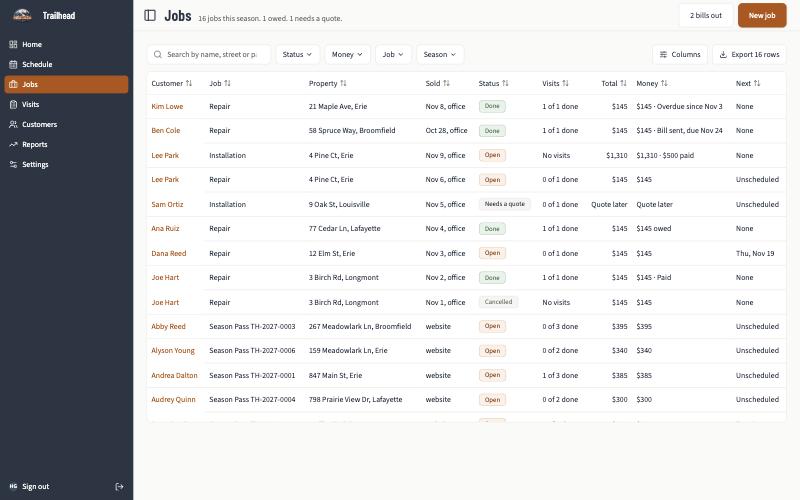 Trailhead
Jobs
16 jobs this season. 1 owed. 1 needs a quote.
2 bills out
New job
Home
Schedule
Jobs
Visits
Customers
Reports
Settings
Search by name, street or p
Status
Money
Job
Season
Columns
Export 16 rows
Customer Job Property Sold Status Visits Total Money Next
Kim Lowe Repair 21 Maple Ave, Erie Nov 8, office Done 1 of 1 done $145 $145 · Overdue since Nov 3 None
Ben Cole Repair 58 Spruce Way, Broomfield Oct 28, office Done 1 of 1 done $145 $145 · Bill sent, due Nov 24 None
Lee Park Installation 4 Pine Ct, Erie Nov 9, office Open No visits $1,310 $1,310 · $500 paid None
Lee Park Repair 4 Pine Ct, Erie Nov 6, office Open 0 of 1 done $145 $145 Unscheduled
Sam Ortiz Installation 9 Oak St, Louisville Nov 5, office Needs a quote 0 of 1 done Quote later Quote later Unscheduled
Ana Ruiz Repair 77 Cedar Ln, Lafayette Nov 4, office Done 1 of 1 done $145 $145 owed None
Dana Reed Repair 12 Elm St, Erie Nov 3, office Open 0 of 1 done $145 $145 Thu, Nov 19
Joe Hart Repair 3 Birch Rd, Longmont Nov 2, office Done 1 of 1 done $145 $145 · Paid None
Joe Hart Repair 3 Birch Rd, Longmont Nov 1, office Cancelled No visits $145 $145 None
Abby Reed Season Pass TH-2027-0003 267 Meadowlark Ln, Broomfield website Open 0 of 3 done $395 $395 Unscheduled
Alyson Young Season Pass TH-2027-0006 159 Meadowlark Ln, Erie website Open 0 of 2 done $340 $340 Unscheduled
Andrea Dalton Season Pass TH-2027-0001 847 Main St, Erie website Open 1 of 3 done $385 $385 Unscheduled
Audrey Quinn Season Pass TH-2027-0004 798 Prairie View Dr, Lafayette website Open 0 of 2 done $300 $300 Unscheduled
HG Sign out